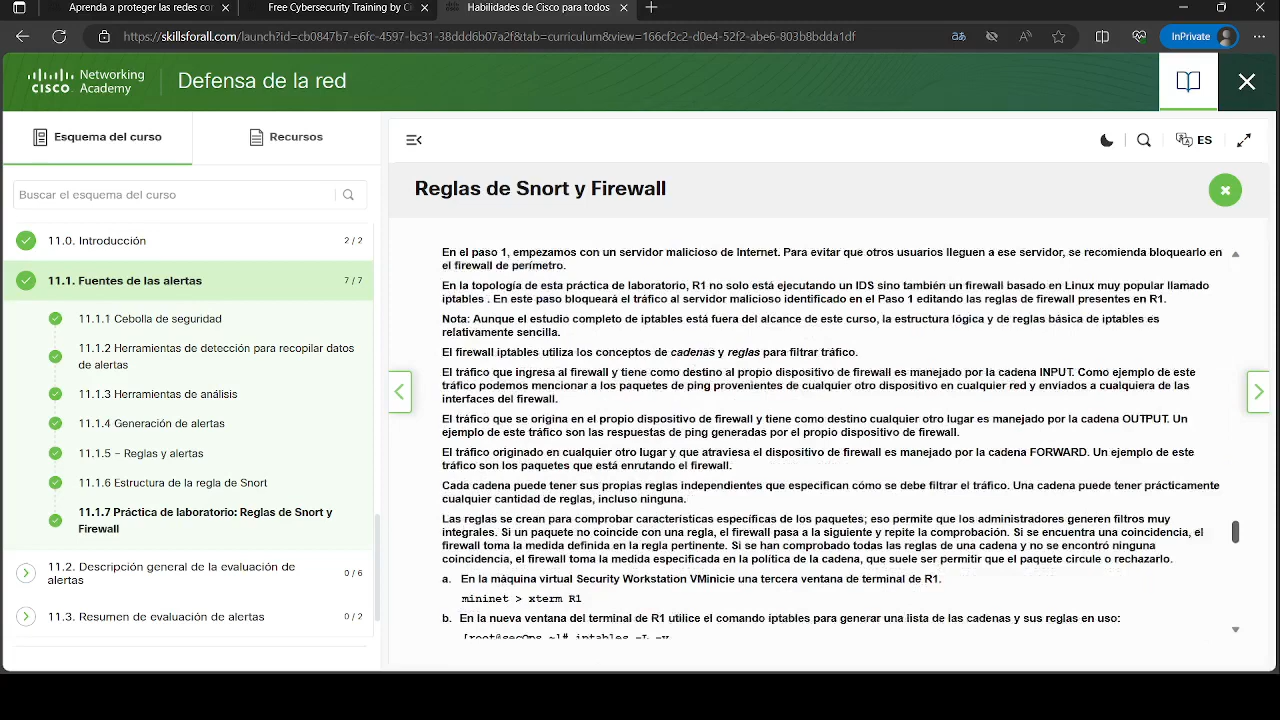 Aprenda a proteger las redes cor
Free Cybersecurity Training by Ci
Habilidades de Cisco para todos
https://skillsforall.com/launch?id=cb0847b7-e6fc-4597-bc31-38ddd6b07a2f&tab=curriculum&view=166cf2c2-d0e4-52f2-abe6-803b8bdda1df
InPrivate
CISCO
Networking
Academy
Defensa de la red
Esquema del curso
Recursos
ES
Buscar el esquema del curso
11.0. Introducción
2 / 2
11.1. Fuentes de las alertas
7 / 7
11.1.1 Cebolla de seguridad
11.1.2 Herramientas de detección para recopilar datos
de alertas
11.1.3 Herramientas de análisis
11.1.4 Generación de alertas
11.1.5 – Reglas y alertas
11.1.6 Estructura de la regla de Snort
11.1.7 Práctica de laboratorio: Reglas de Snort y
Firewall
11.2. Descripción general de la evaluación de
alertas
0 / 6
11.3. Resumen de evaluación de alertas
0 / 2
Reglas de Snort y Firewall
En el paso 1, empezamos con un servidor malicioso de Internet. Para evitar que otros usuarios lleguen a ese servidor, se recomienda bloquearlo en
el firewall de perímetro.
En la topología de esta práctica de laboratorio, R1 no solo está ejecutando un IDS sino también un firewall basado en Linux muy popular llamado
iptables . En este paso bloqueará el tráfico al servidor malicioso identificado en el Paso 1 editando las reglas de firewall presentes en R1.
Nota: Aunque el estudio completo de iptables está fuera del alcance de este curso, la estructura lógica y de reglas básica de iptables es
relativamente sencilla.
El firewall iptables utiliza los conceptos de cadenas y reglas para filtrar tráfico.
El tráfico que ingresa al firewall y tiene como destino al propio dispositivo de firewall es manejado por la cadena INPUT. Como ejemplo de este
tráfico podemos mencionar a los paquetes de ping provenientes de cualquier otro dispositivo en cualquier red y enviados a cualquiera de las
interfaces del firewall.
El tráfico que se origina en el propio dispositivo de firewall y tiene como destino cualquier otro lugar es manejado por la cadena OUTPUT. Un
ejemplo de este tráfico son las respuestas de ping generadas por el propio dispositivo de firewall.
El tráfico originado en cualquier otro lugar y que atraviesa el dispositivo de firewall es manejado por la cadena FORWARD. Un ejemplo de este
tráfico son los paquetes que está enrutando el firewall.
Cada cadena puede tener sus propias reglas independientes que especifican cómo se debe filtrar el tráfico. Una cadena puede tener prácticamente
cualquier cantidad de reglas, incluso ninguna.
Las reglas se crean para comprobar características específicas de los paquetes; eso permite que los administradores generen filtros muy
integrales. Si un paquete no coincide con una regla, el firewall pasa a la siguiente y repite la comprobación. Si se encuentra una coincidencia, el
firewall toma la medida definida en la regla pertinente. Si se han comprobado todas las reglas de una cadena y no se encontró ninguna
coincidencia, el firewall toma la medida especificada en la política de la cadena, que suele ser permitir que el paquete circule o rechazarlo.
a. En la máquina virtual Security Workstation VMinicie una tercera ventana de terminal de R1.
mininet > xterm R1
b. En la nueva ventana del terminal de R1 utilice el comando iptables para generar una lista de las cadenas y sus reglas en uso:
[root@secOps ~]# iptables -L -v